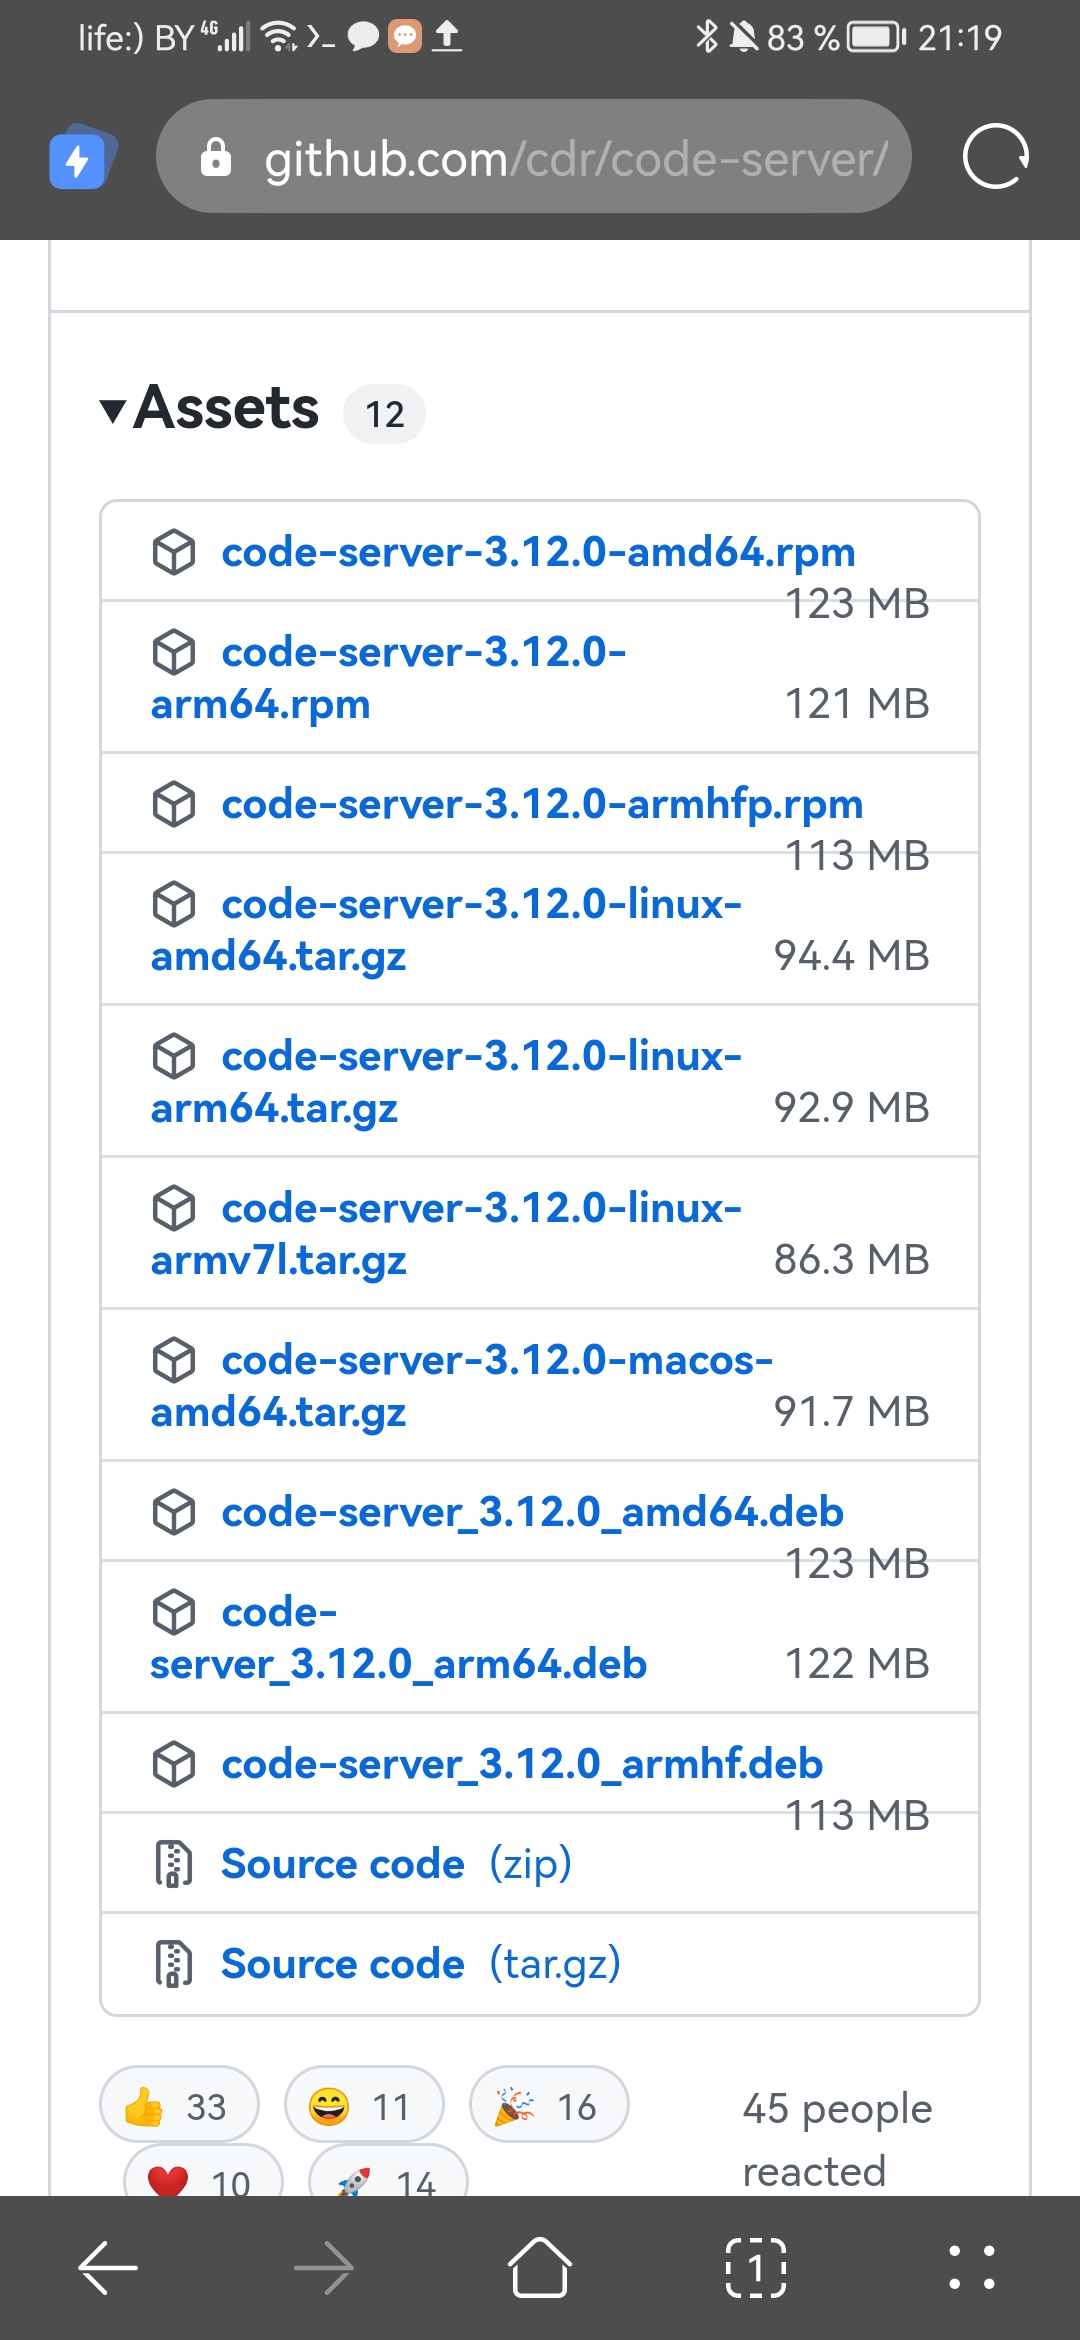 life:) BY 4G 83 % 21:19
github.com/cdr/code-server/
Assets 12
code-server-3.12.0-amd64.rpm
123 MB
code-server-3.12.0-
arm64.rpm 121 MB
code-server-3.12.0-armhfp.rpm
113 MB
code-server-3.12.0-linux-
amd64.tar.gz 94.4 MB
code-server-3.12.0-linux-
arm64.tar.gz 92.9 MB
code-server-3.12.0-linux-
armv7l.tar.gz 86.3 MB
code-server-3.12.0-macos-
amd64.tar.gz 91.7 MB
code-server_3.12.0_amd64.deb
123 MB
code-
server_3.12.0_arm64.deb 122 MB
code-server_3.12.0_armhf.deb
113 MB
Source code (zip)
Source code (tar.gz)
33 11 16 45 people
reacted
10 14
1